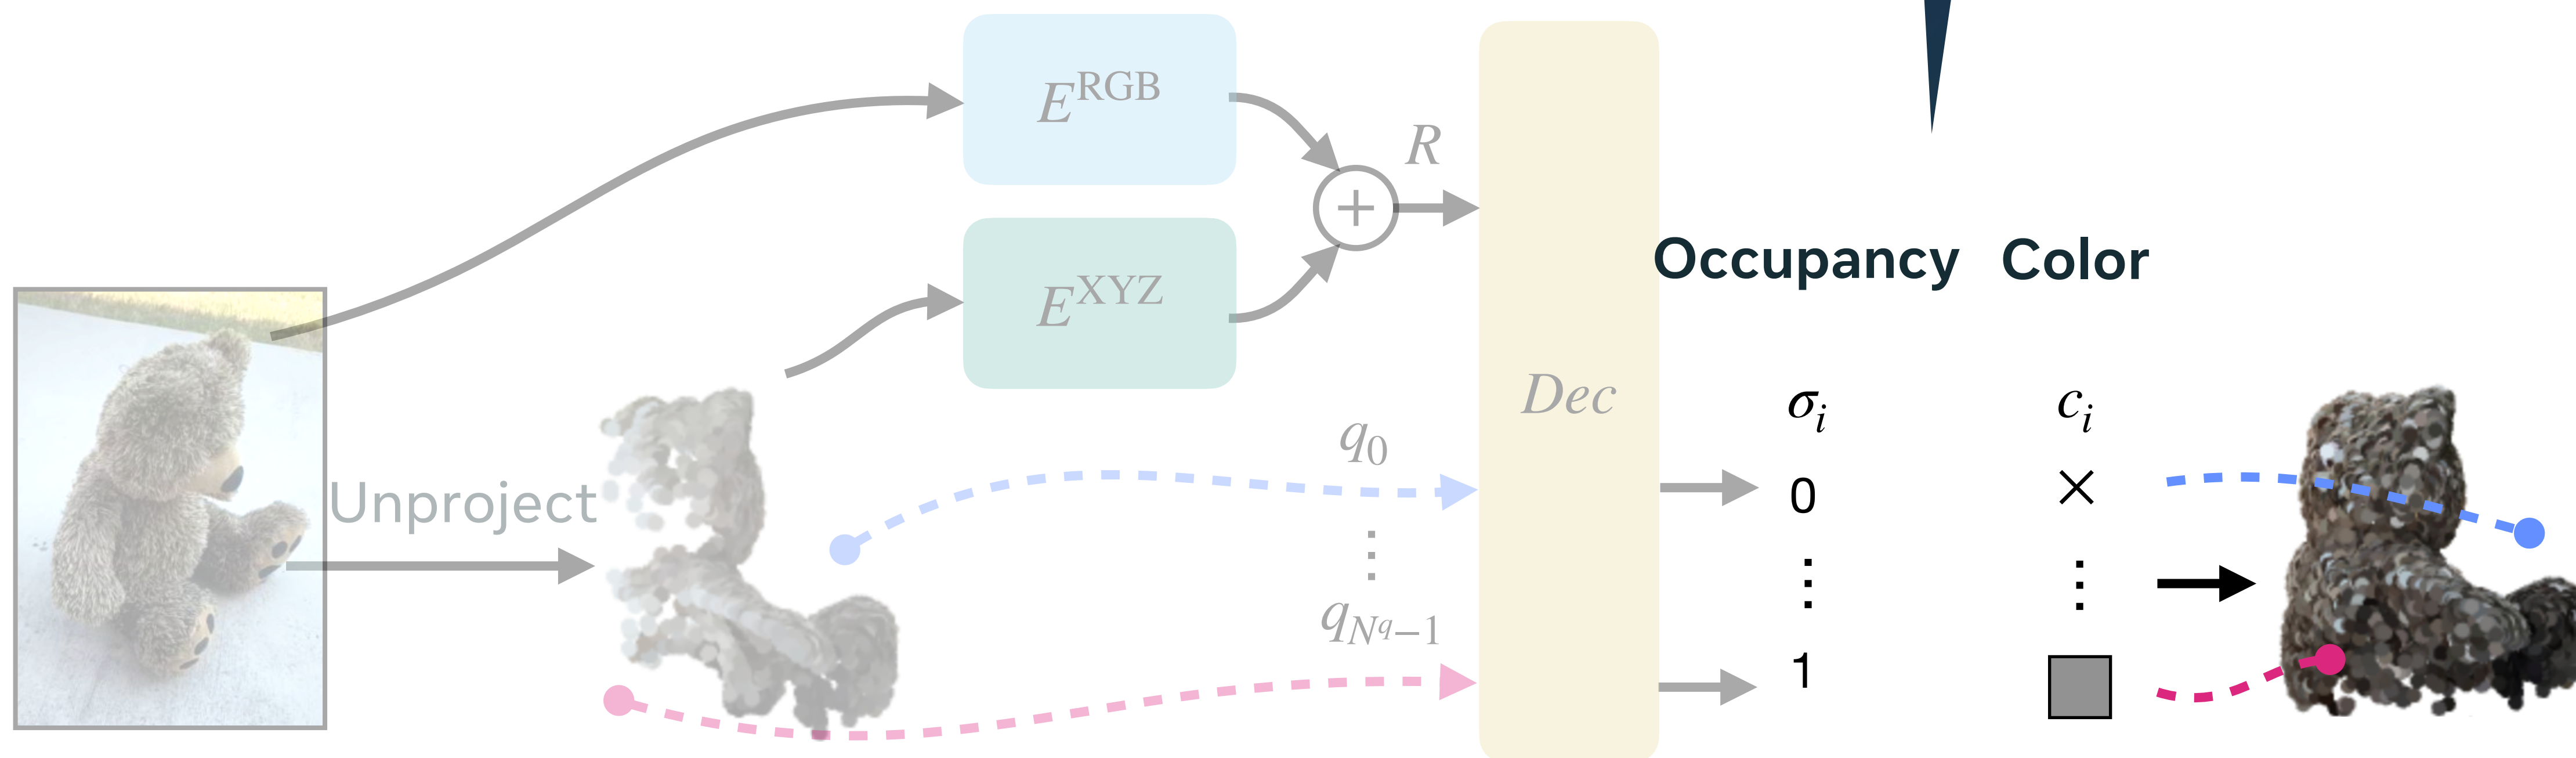 E^RGB
R
+
E^XYZ
Occupancy Color
Dec
σ_i c_i
q_0
Unproject
0 ×
⋮ ⋮ ⋮
q_{N^q−1}
1